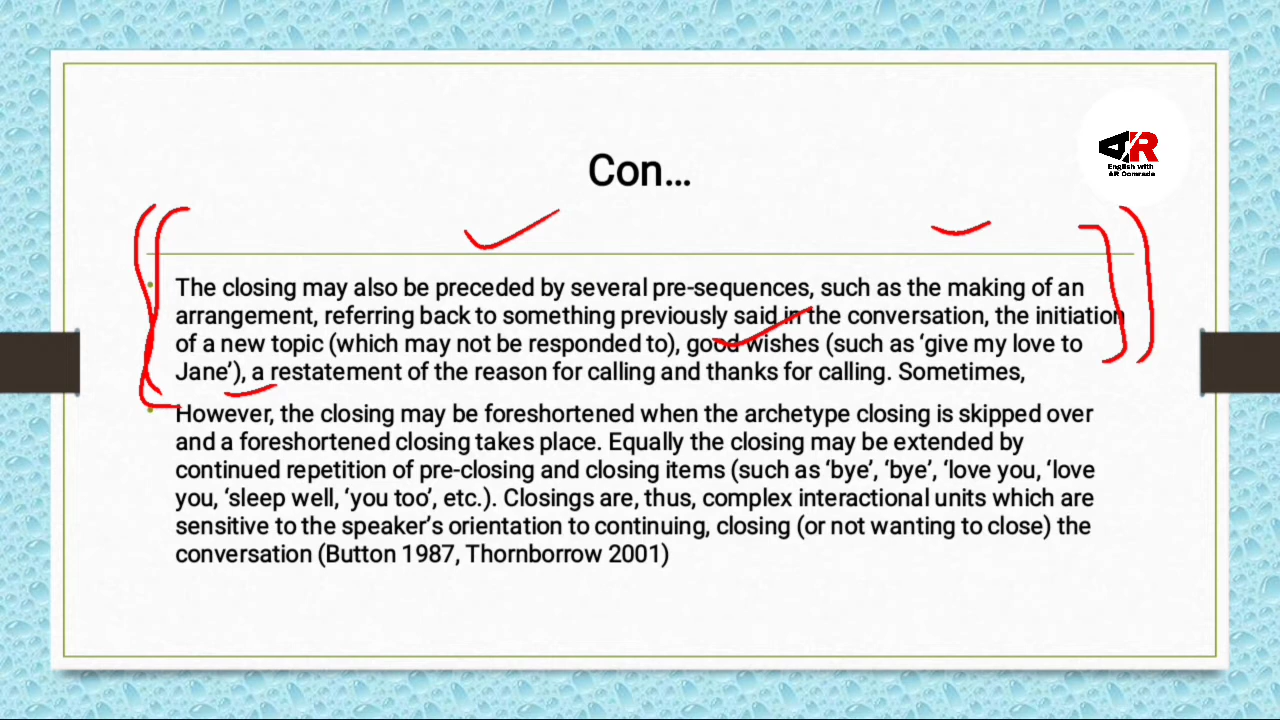 Con...
AR
English with
AR Comrade
The closing may also be preceded by several pre-sequences, such as the making of an
arrangement, referring back to something previously said in the conversation, the initiation
of a new topic (which may not be responded to), good wishes (such as ‘give my love to
Jane’), a restatement of the reason for calling and thanks for calling. Sometimes,
However, the closing may be foreshortened when the archetype closing is skipped over
and a foreshortened closing takes place. Equally the closing may be extended by
continued repetition of pre-closing and closing items (such as ‘bye’, ‘bye’, ‘love you, ‘love
you, ‘sleep well, ‘you too’, etc.). Closings are, thus, complex interactional units which are
sensitive to the speaker’s orientation to continuing, closing (or not wanting to close) the
conversation (Button 1987, Thornborrow 2001)